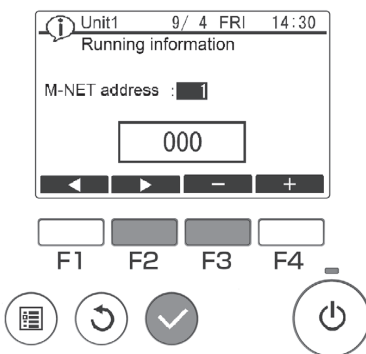 Unit1 9/ 4 FRI 14:30
Running information
M-NET address : 1
000
− +
F1 F2 F3 F4